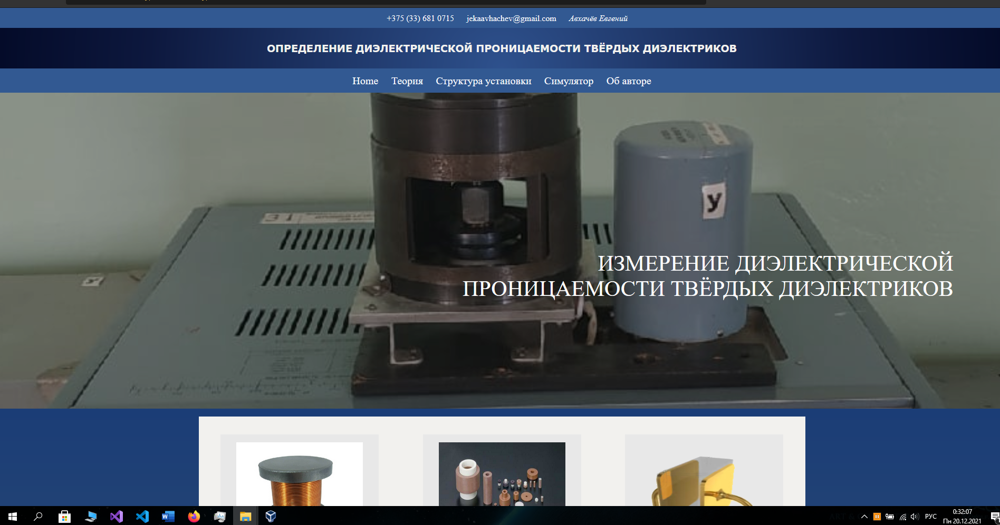 +375 (33) 681 0715 jekaavhachev@gmail.com Авхачёв Евгений
ОПРЕДЕЛЕНИЕ ДИЭЛЕКТРИЧЕСКОЙ ПРОНИЦАЕМОСТИ ТВЁРДЫХ ДИЭЛЕКТРИКОВ
Home Теория Структура установки Симулятор Об авторе
У
31
ИЗМЕРЕНИЕ ДИЭЛЕКТРИЧЕСКОЙ
ПРОНИЦАЕМОСТИ ТВЁРДЫХ ДИЭЛЕКТРИКОВ
РУС
0:32:07
Пн 20.12.2021